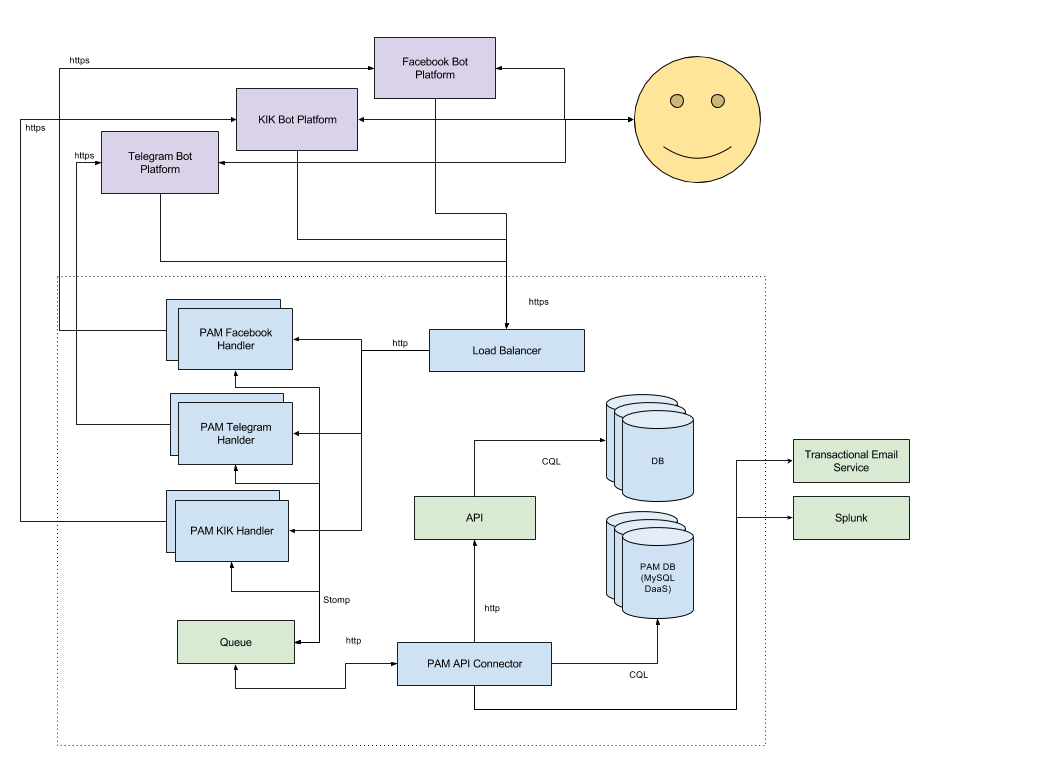 https
Facebook Bot
Platform
https
KIK Bot Platform
https
Telegram Bot
Platform
https
PAM Facebook
Handler
http
Load Balancer
PAM Telegram
Hanlder
CQL
DB
Transactional Email
Service
PAM KIK Handler
API
Splunk
PAM DB
(MySQL
DaaS)
Stomp
http
Queue
http
PAM API Connector
CQL